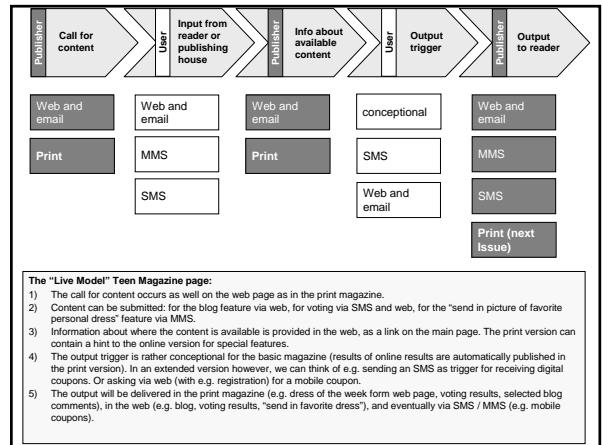 Publisher
Call for
content
User
Input from
reader or
publishing
house
Publisher
Info about
available
content
User
Output
trigger
Publisher
Output
to reader
Web and
email
Print
Web and
email
MMS
SMS
Web and
email
Print
conceptional
SMS
Web and
email
Web and
email
MMS
SMS
Print (next
Issue)
The “Live Model” Teen Magazine page:
1) The call for content occurs as well on the web page as in the print magazine.
2) Content can be submitted: for the blog feature via web, for voting via SMS and web, for the “send in picture of favorite
personal dress” feature via MMS.
3) Information about where the content is available is provided in the web, as a link on the main page. The print version can
contain a hint to the online version for special features.
4) The output trigger is rather conceptional for the basic magazine (results of online results are automatically published in
the print version). In an extended version however, we can think of e.g. sending an SMS as trigger for receiving digital
coupons. Or asking via web (with e.g. registration) for a mobile coupon.
5) The output will be delivered in the print magazine (e.g. dress of the week form web page, voting results, selected blog
comments), in the web (e.g. blog, voting results, “send in favorite dress”), and eventually via SMS / MMS (e.g. mobile
coupons).